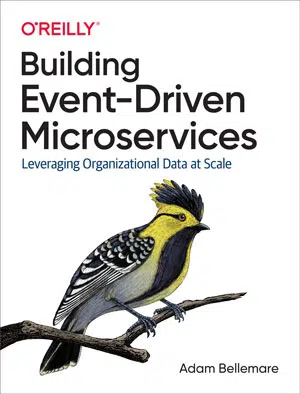 O'REILLY®
Building
Event-Driven
Microservices
Leveraging Organizational Data at Scale
Adam Bellemare